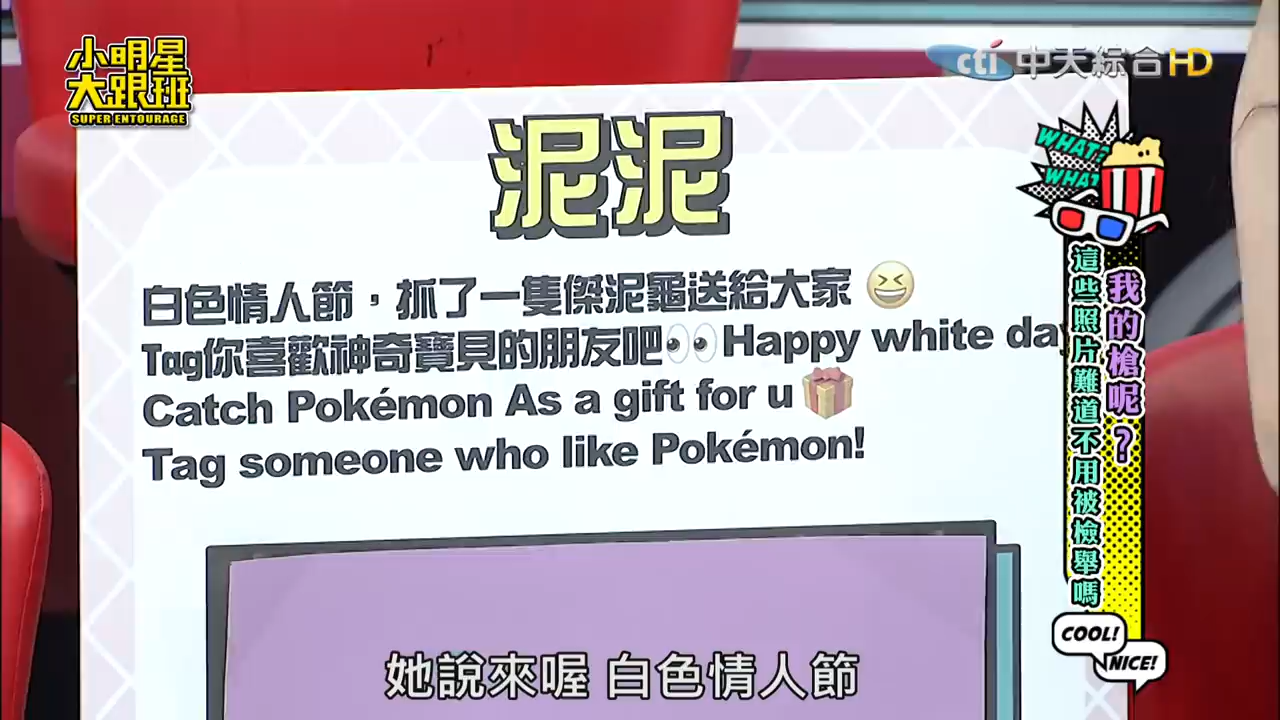 小明星
大跟班
SUPER ENTOURAGE
cti 中天綜合HD
WHAT?
WHAT?
我的槍呢？
這些照片難道不用被檢舉嗎
COOL!
NICE!
泥泥
白色情人節，抓了一隻傑泥龜送給大家 😆
Tag你喜歡神奇寶貝的朋友吧👀Happy white day
Catch Pokémon As a gift for u🎁
Tag someone who like Pokémon!
她說來喔 白色情人節